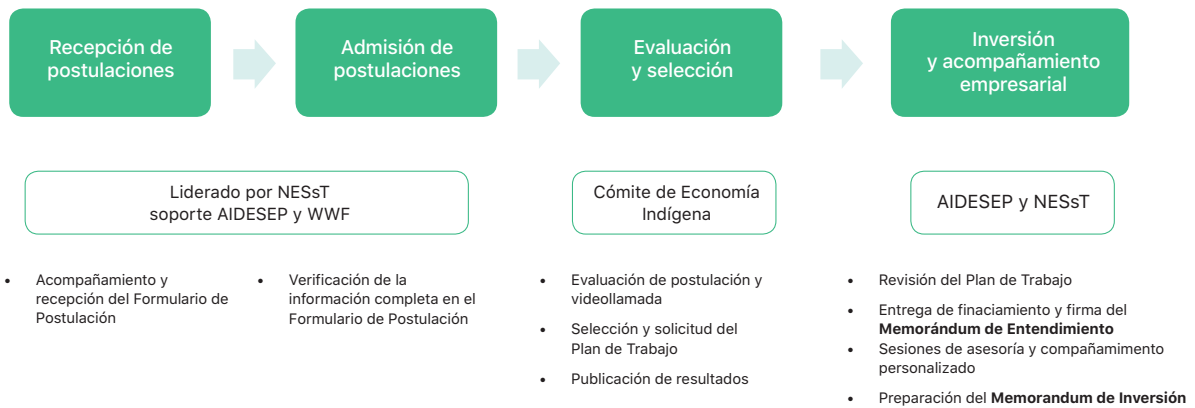 Recepción de
postulaciones
Admisión de
postulaciones
Evaluación
y selección
Inversión
y acompañamiento
empresarial
Liderado por NESsT
soporte AIDESEP y WWF
Cómite de Economía
Indígena
AIDESEP y NESsT
• Acompañamiento y
recepción del Formulario de
Postulación
• Verificación de la
información completa en el
Formulario de Postulación
• Evaluación de postulación y
videollamada
• Selección y solicitud del
Plan de Trabajo
• Publicación de resultados
• Revisión del Plan de Trabajo
• Entrega de finaciamiento y firma del
Memorándum de Entendimiento
• Sesiones de asesoría y compañamimento
personalizado
• Preparación del Memorandum de Inversión